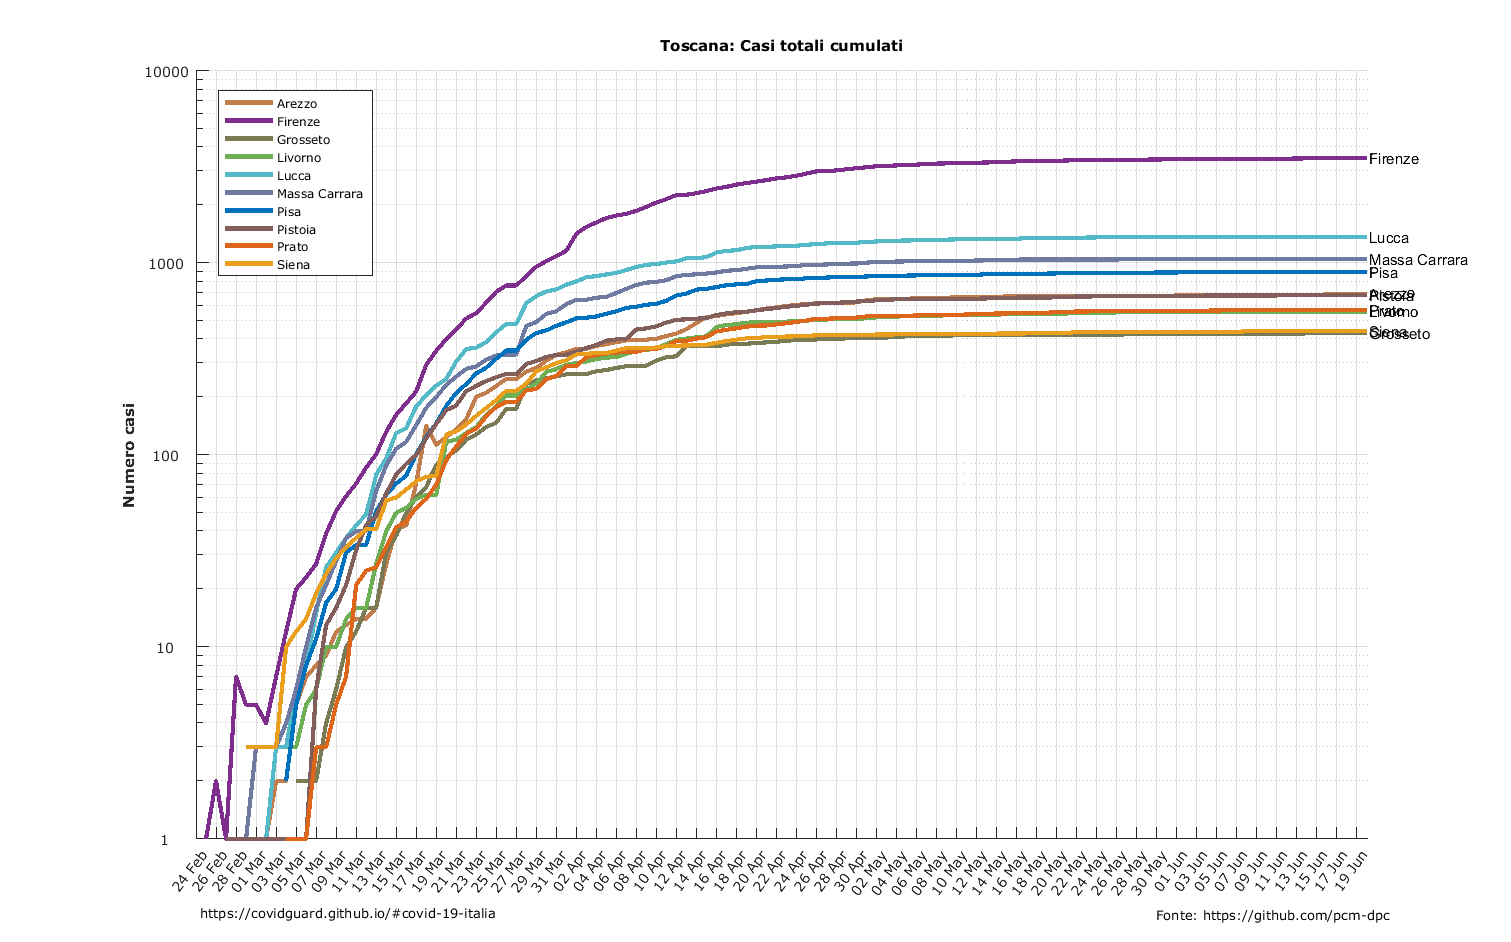 Toscana: Casi totali cumulati
10000
1000
100
10
1
Numero casi
Arezzo
Firenze
Grosseto
Livorno
Lucca
Massa Carrara
Pisa
Pistoia
Prato
Siena
Firenze
Lucca
Massa Carrara
Pisa
Arezzo
Pistoia
Prato
Livorno
Siena
Grosseto
24 Feb
26 Feb
28 Feb
01 Mar
03 Mar
05 Mar
07 Mar
09 Mar
11 Mar
13 Mar
15 Mar
17 Mar
19 Mar
21 Mar
23 Mar
25 Mar
27 Mar
29 Mar
31 Mar
02 Apr
04 Apr
06 Apr
08 Apr
10 Apr
12 Apr
14 Apr
16 Apr
18 Apr
20 Apr
22 Apr
24 Apr
26 Apr
28 Apr
30 Apr
02 May
04 May
06 May
08 May
10 May
12 May
14 May
16 May
18 May
20 May
22 May
24 May
26 May
28 May
30 May
01 Jun
03 Jun
05 Jun
07 Jun
09 Jun
11 Jun
13 Jun
15 Jun
17 Jun
19 Jun
https://covidguard.github.io/#covid-19-italia
Fonte: https://github.com/pcm-dpc